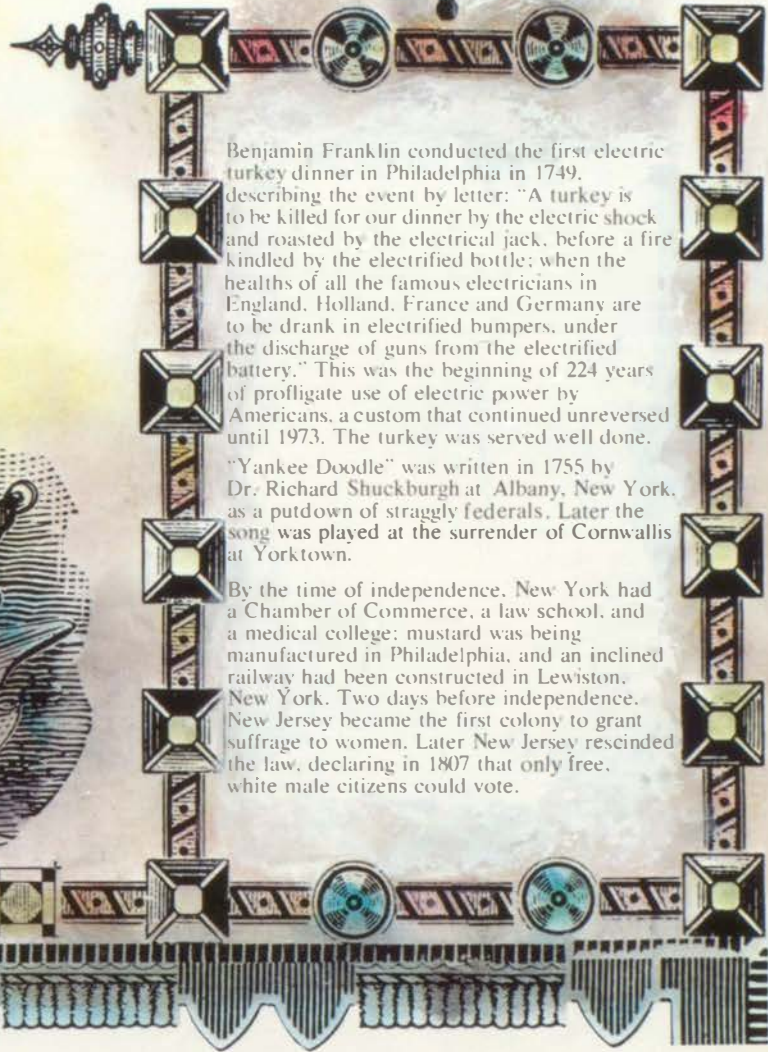 Benjamin Franklin conducted the first electric
turkey dinner in Philadelphia in 1749,
describing the event by letter: "A turkey is
to be killed for our dinner by the electric shock
and roasted by the electrical jack, before a fire
kindled by the electrified bottle; when the
healths of all the famous electricians in
England, Holland, France and Germany are
to be drank in electrified bumpers, under
the discharge of guns from the electrified
battery." This was the beginning of 224 years
of profligate use of electric power by
Americans, a custom that continued unreversed
until 1973. The turkey was served well done.
"Yankee Doodle" was written in 1755 by
Dr. Richard Shuckburgh at Albany, New York,
as a putdown of straggly federals. Later the
song was played at the surrender of Cornwallis
at Yorktown.
By the time of independence, New York had
a Chamber of Commerce, a law school, and
a medical college; mustard was being
manufactured in Philadelphia, and an inclined
railway had been constructed in Lewiston,
New York. Two days before independence,
New Jersey became the first colony to grant
suffrage to women. Later New Jersey rescinded
the law, declaring in 1807 that only free,
white male citizens could vote.